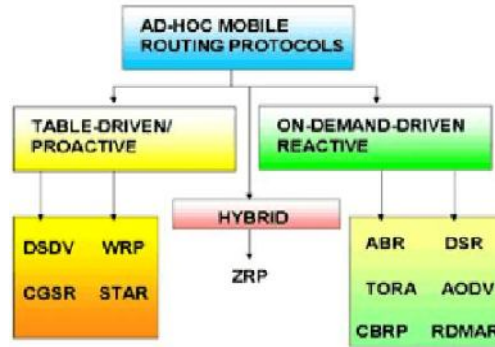 AD-HOC MOBILE
ROUTING PROTOCOLS
TABLE-DRIVEN/
PROACTIVE
ON-DEMAND-DRIVEN
REACTIVE
HYBRID
DSDV WRP
CGSR STAR
ZRP
ABR DSR
TORA AODV
CBRP RDMAR